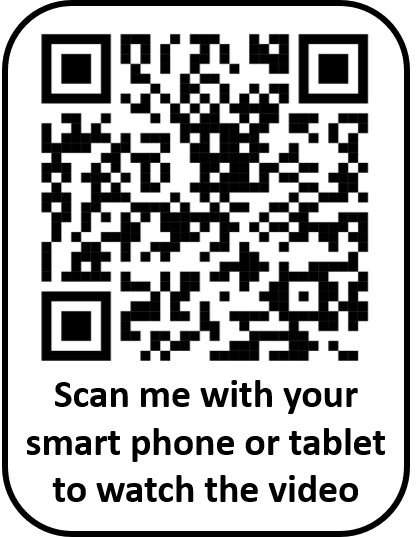 Scan me with your
smart phone or tablet
to watch the video